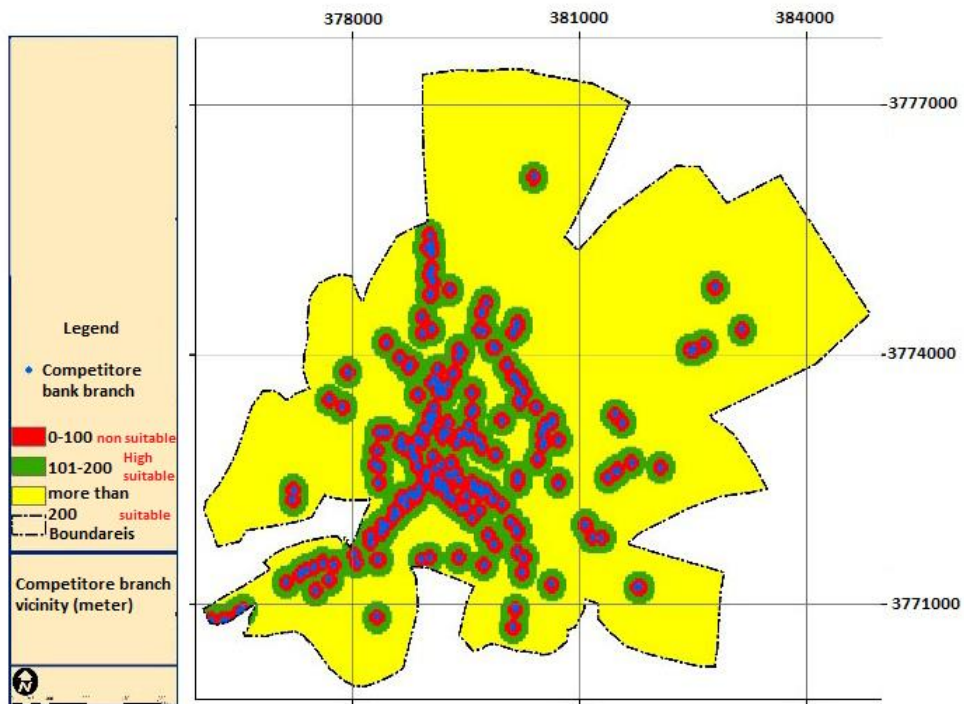 378000 381000 384000
3777000
3774000
3771000
Legend
Competitore
bank branch
0-100 non suitable
101-200 High
suitable
more than
200 suitable
Boundareis
Competitore branch
vicinity (meter)
N